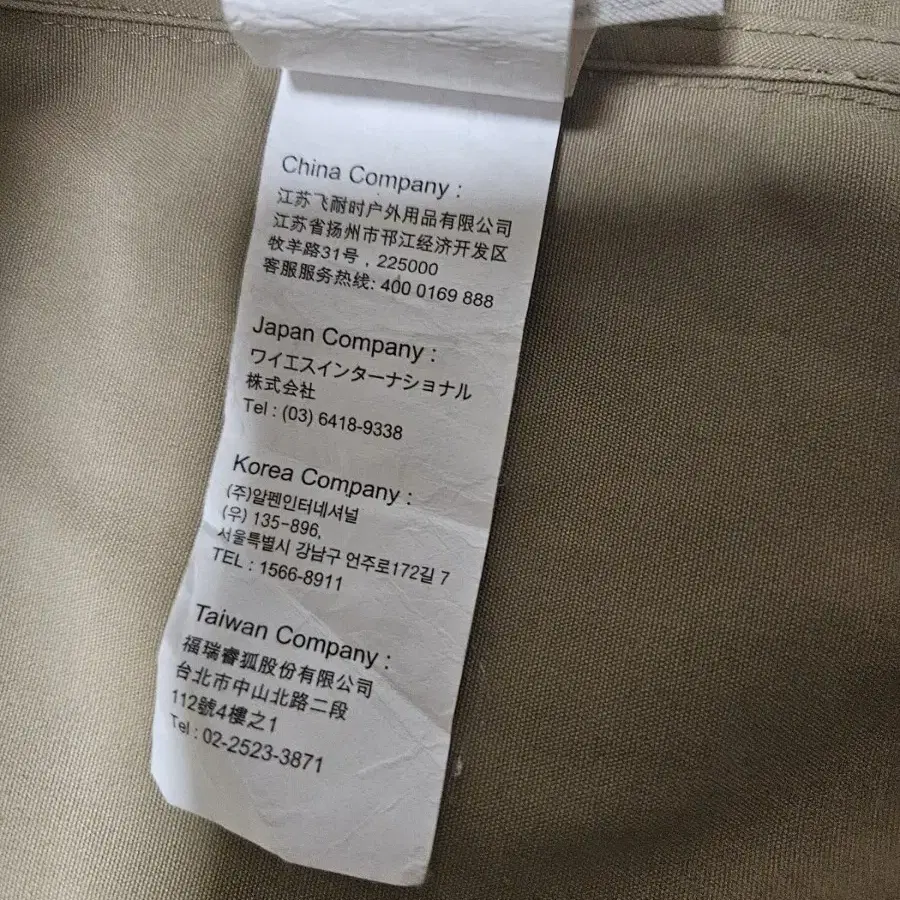 China Company :
江苏飞耐时户外用品有限公司
江苏省扬州市邗江经济开发区
牧羊路31号 , 225000
客服服务热线: 400 0169 888
Japan Company :
ワイエスインターナショナル
株式会社
Tel : (03) 6418-9338
Korea Company :
(주)알펜인터네셔널
(우) 135-896,
서울특별시 강남구 언주로172길 7
TEL : 1566-8911
Taiwan Company :
福瑞睿狐股份有限公司
台北市中山北路二段
112號4樓之1
Tel : 02-2523-3871